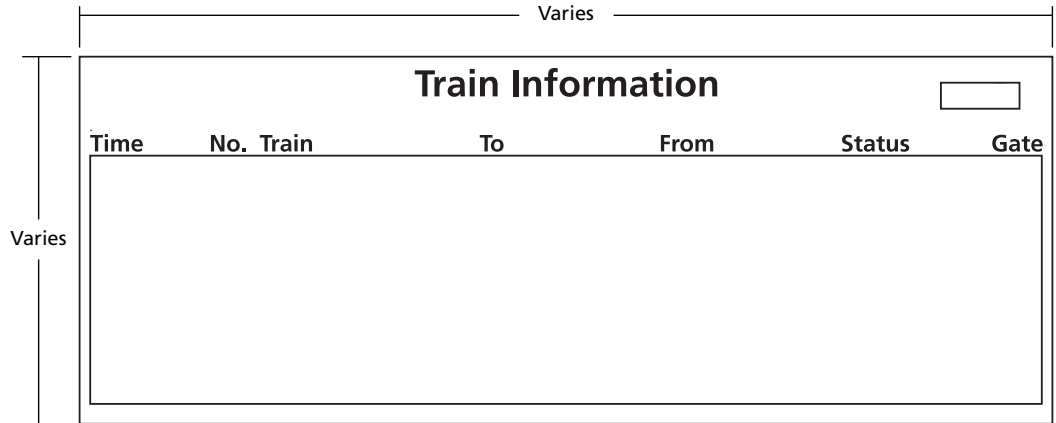 Varies
Train Information
Time No. Train To From Status Gate
Varies